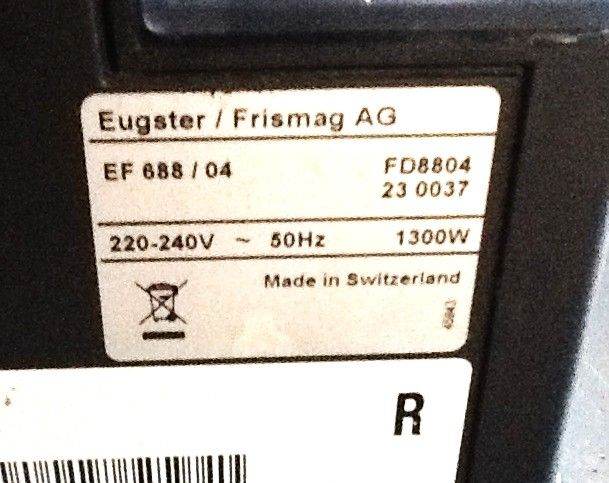 Eugster / Frismag AG
EF 688 / 04 FD8804
23 0037
220-240V ~ 50Hz 1300W
Made in Switzerland
R